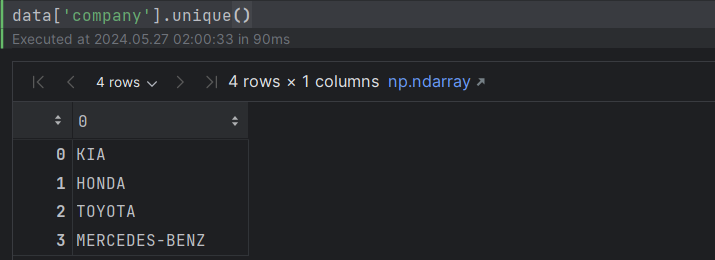 data['company'].unique()
Executed at 2024.05.27 02:00:33 in 90ms
4 rows 4 rows × 1 columns np.ndarray
0
0 KIA
1 HONDA
2 TOYOTA
3 MERCEDES-BENZ